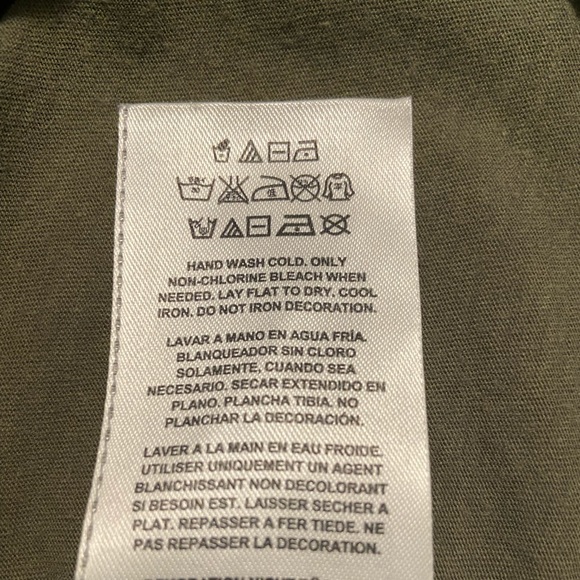 HAND WASH COLD. ONLY
NON-CHLORINE BLEACH WHEN
NEEDED. LAY FLAT TO DRY. COOL
IRON. DO NOT IRON DECORATION.
LAVAR A MANO EN AGUA FRÍA.
BLANQUEADOR SIN CLORO
SOLAMENTE, CUANDO SEA
NECESARIO. SECAR EXTENDIDO EN
PLANO. PLANCHA TIBIA. NO
PLANCHAR LA DECORACIÓN.
LAVER A LA MAIN EN EAU FROIDE.
UTILISER UNIQUEMENT UN AGENT
BLANCHISSANT NON DECOLORANT
SI BESOIN EST. LAISSER SECHER A
PLAT. REPASSER A FER TIEDE. NE
PAS REPASSER LA DECORATION.